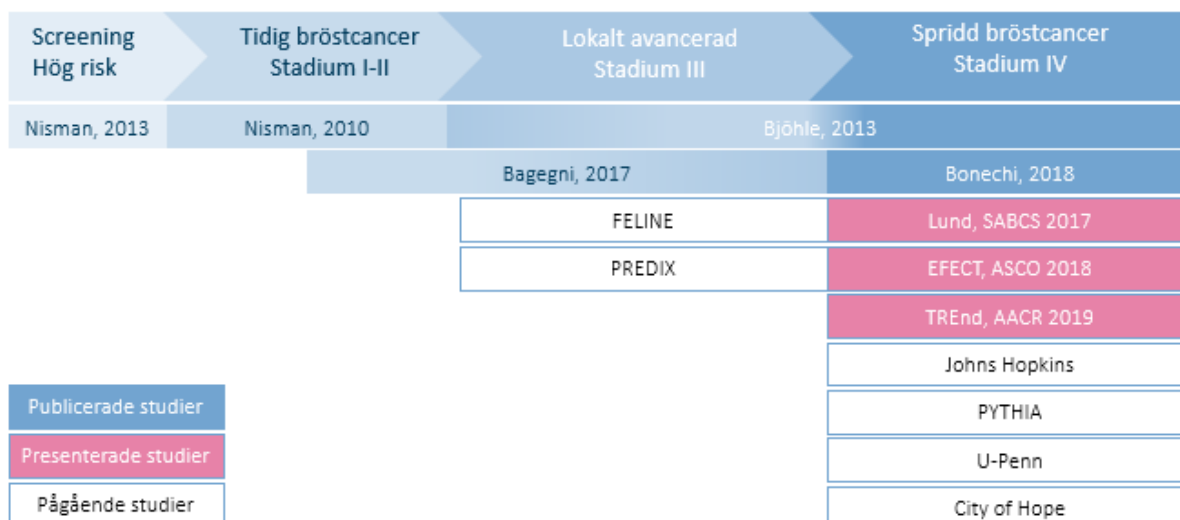 Screening
Hög risk
Tidig bröstcancer
Stadium I-II
Lokalt avancerad
Stadium III
Spridd bröstcancer
Stadium IV
Nisman, 2013
Nisman, 2010
Bjöhle, 2013
Bagegni, 2017
Bonechi, 2018
FELINE
Lund, SABCS 2017
PREDIX
EFECT, ASCO 2018
TREnd, AACR 2019
Johns Hopkins
Publicerade studier
PYTHIA
Presenterade studier
U-Penn
Pågående studier
City of Hope